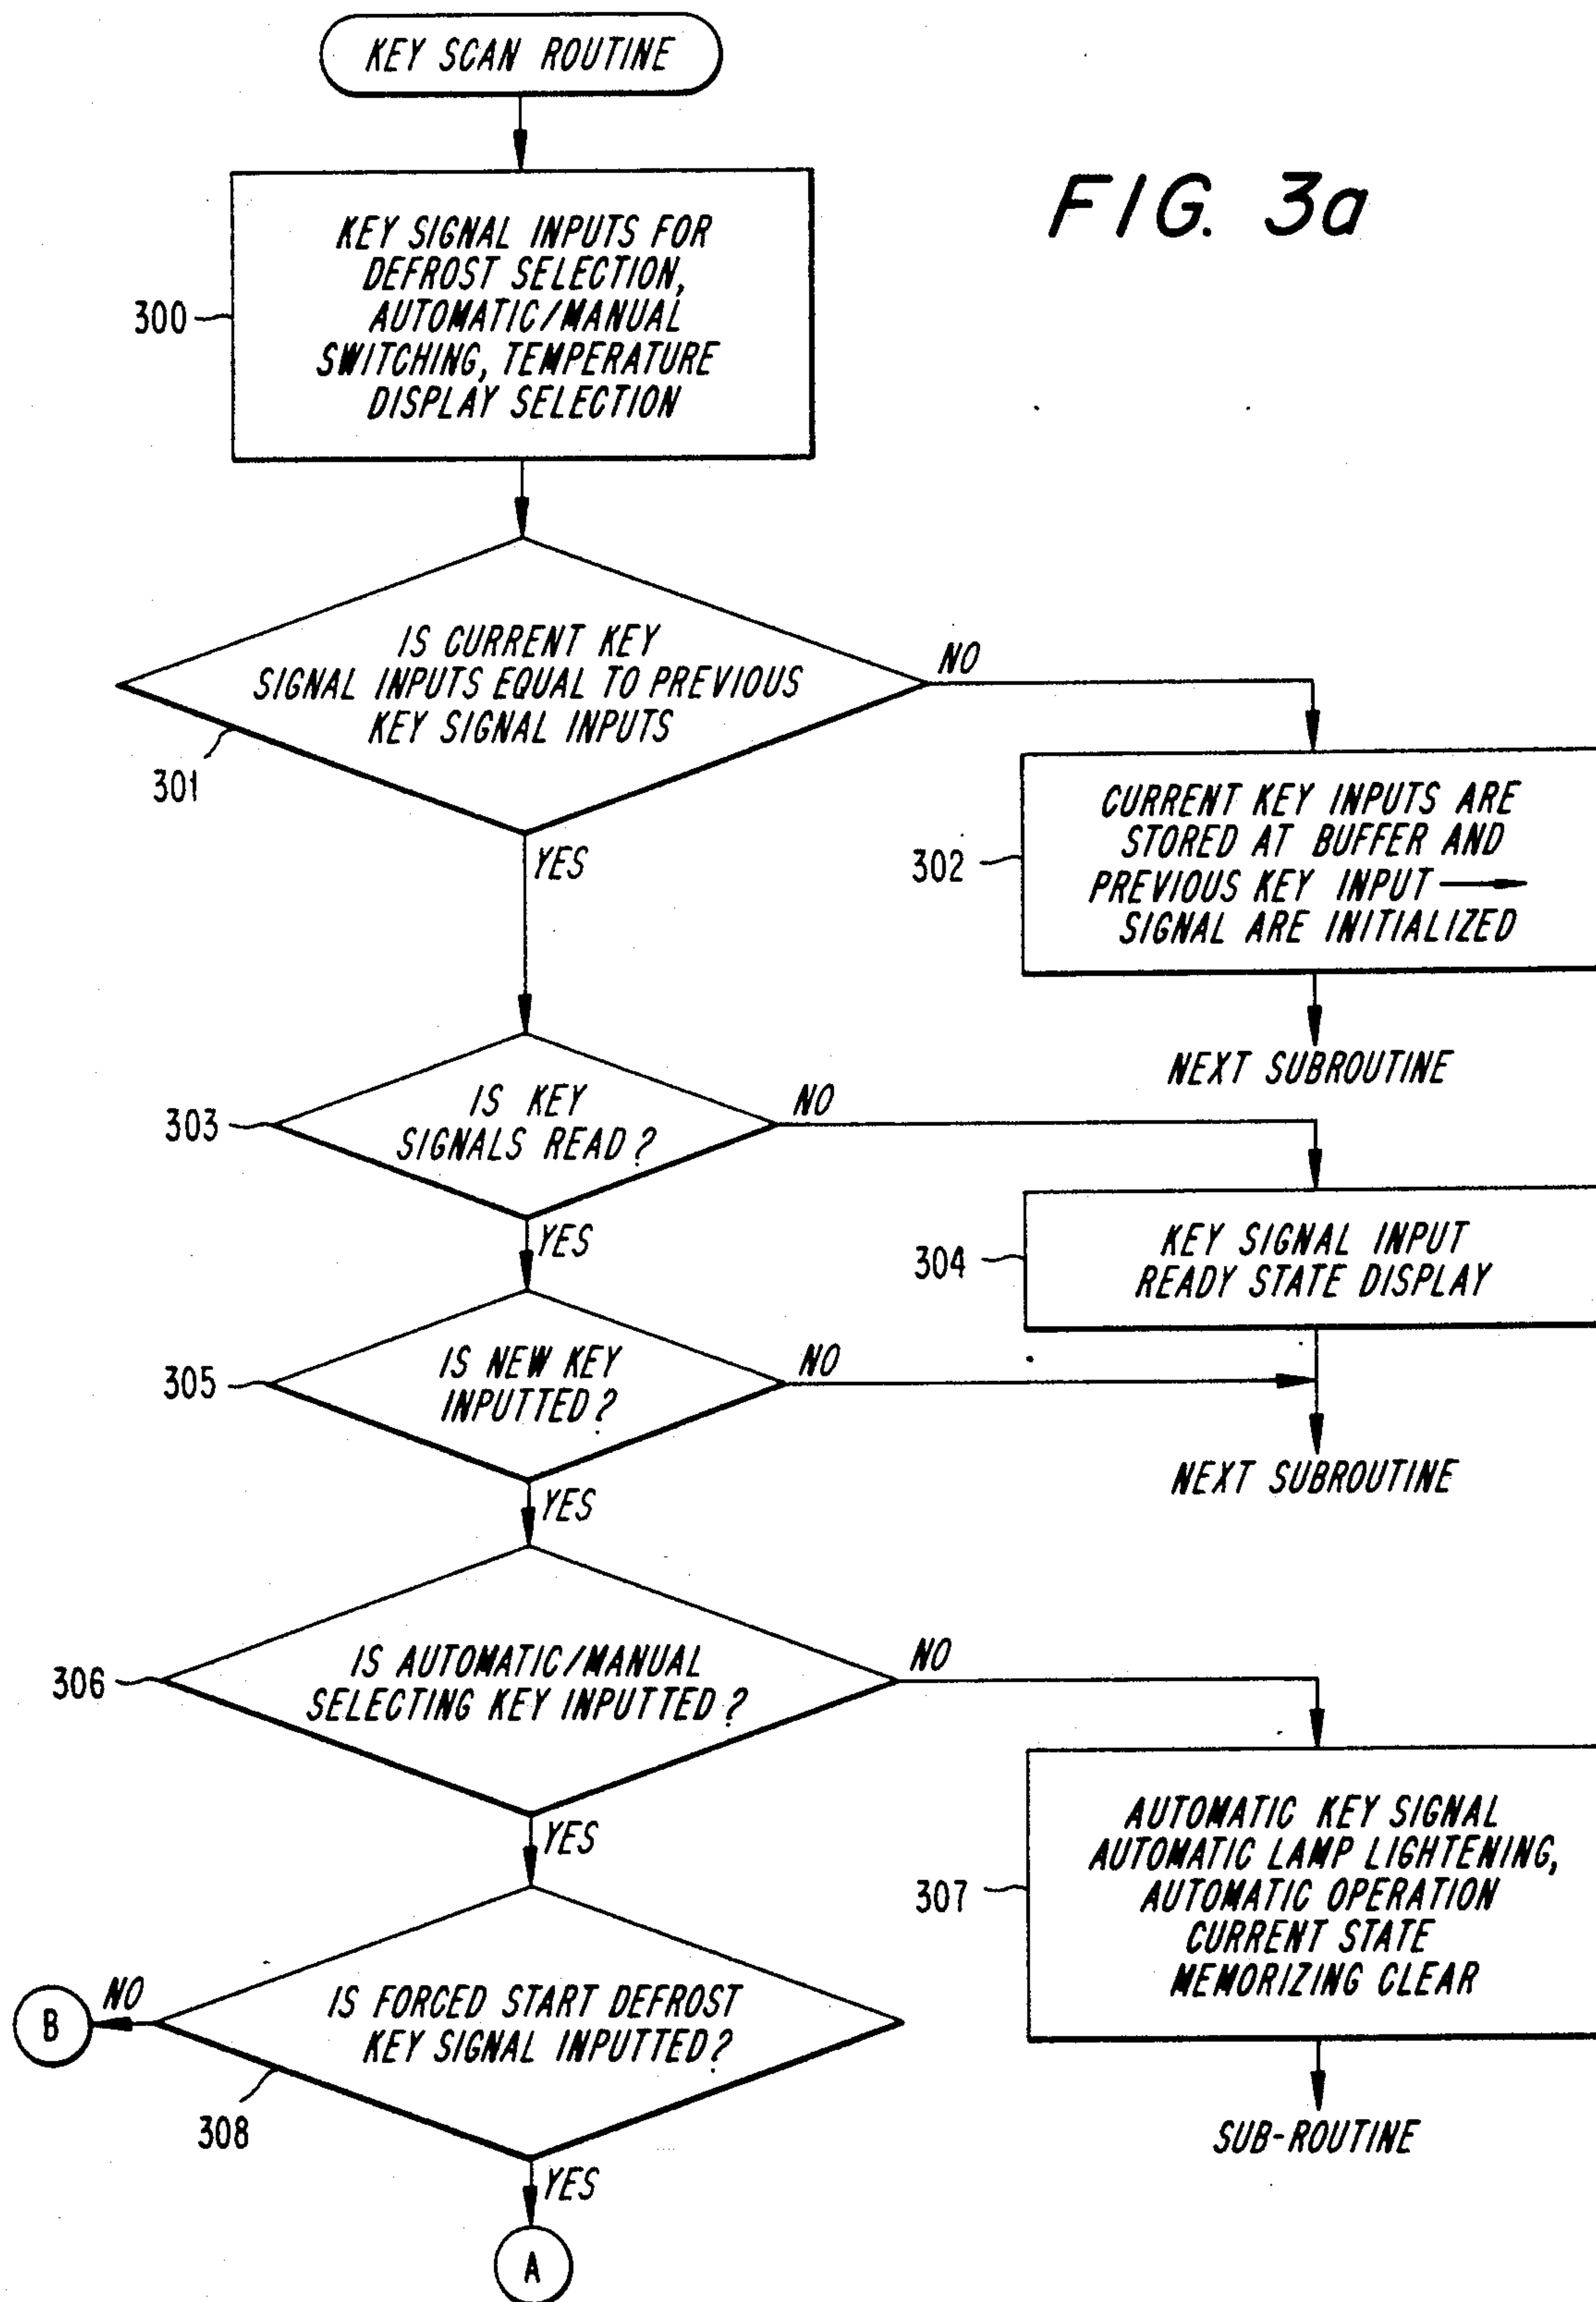 KEY SCAN ROUTINE
FIG. 3a
300
KEY SIGNAL INPUTS FOR
DEFROST SELECTION,
AUTOMATIC/MANUAL
SWITCHING, TEMPERATURE
DISPLAY SELECTION
IS CURRENT KEY
SIGNAL INPUTS EQUAL TO PREVIOUS
KEY SIGNAL INPUTS
NO
301
YES
302
CURRENT KEY INPUTS ARE
STORED AT BUFFER AND
PREVIOUS KEY INPUT →
SIGNAL ARE INITIALIZED
NEXT SUBROUTINE
303
IS KEY
SIGNALS READ?
NO
YES
304
KEY SIGNAL INPUT
READY STATE DISPLAY
305
IS NEW KEY
INPUTTED?
NO
YES
NEXT SUBROUTINE
306
IS AUTOMATIC/MANUAL
SELECTING KEY INPUTTED?
NO
YES
307
AUTOMATIC KEY SIGNAL
AUTOMATIC LAMP LIGHTENING,
AUTOMATIC OPERATION
CURRENT STATE
MEMORIZING CLEAR
SUB-ROUTINE
B
NO
IS FORCED START DEFROST
KEY SIGNAL INPUTTED?
308
YES
A